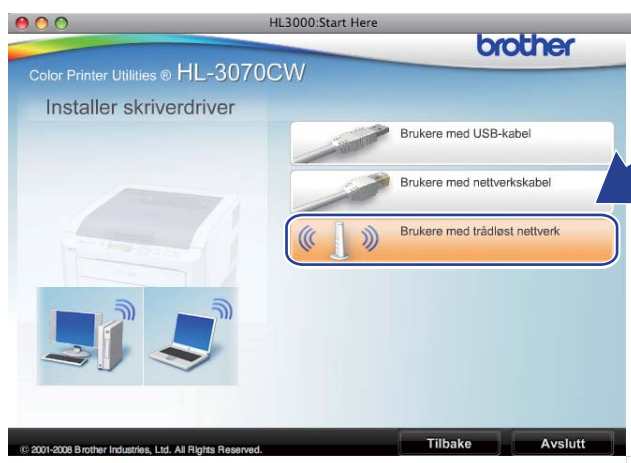 HL3000:Start Here
brother
Color Printer Utilities ® HL-3070CW
Installer skriverdriver
Brukere med USB-kabel
Brukere med nettverkskabel
Brukere med trådløst nettverk
Tilbake
Avslutt
© 2001-2008 Brother Industries, Ltd. All Rights Reserved.